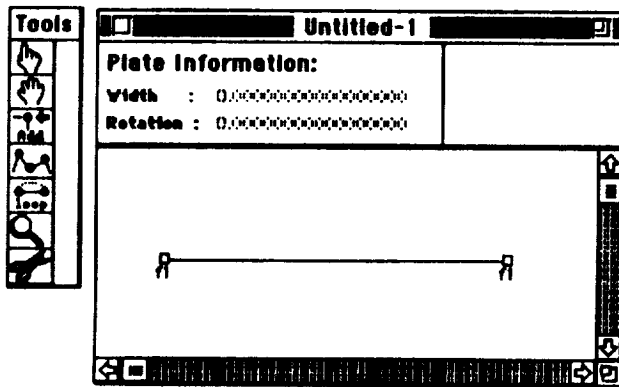 Tools
Untitled-1
Plate Information:
Width :
Rotation :
Add
Loop